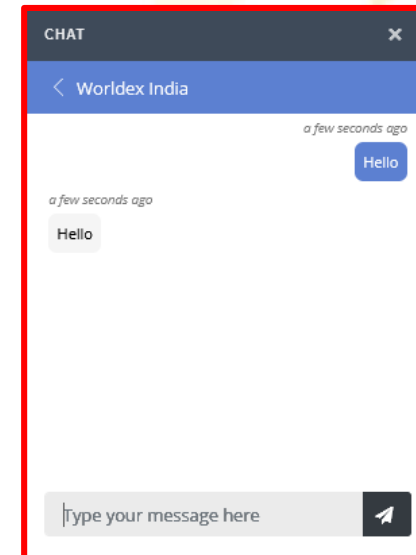 CHAT
Worldex India
a few seconds ago
Hello
a few seconds ago
Hello
Type your message here